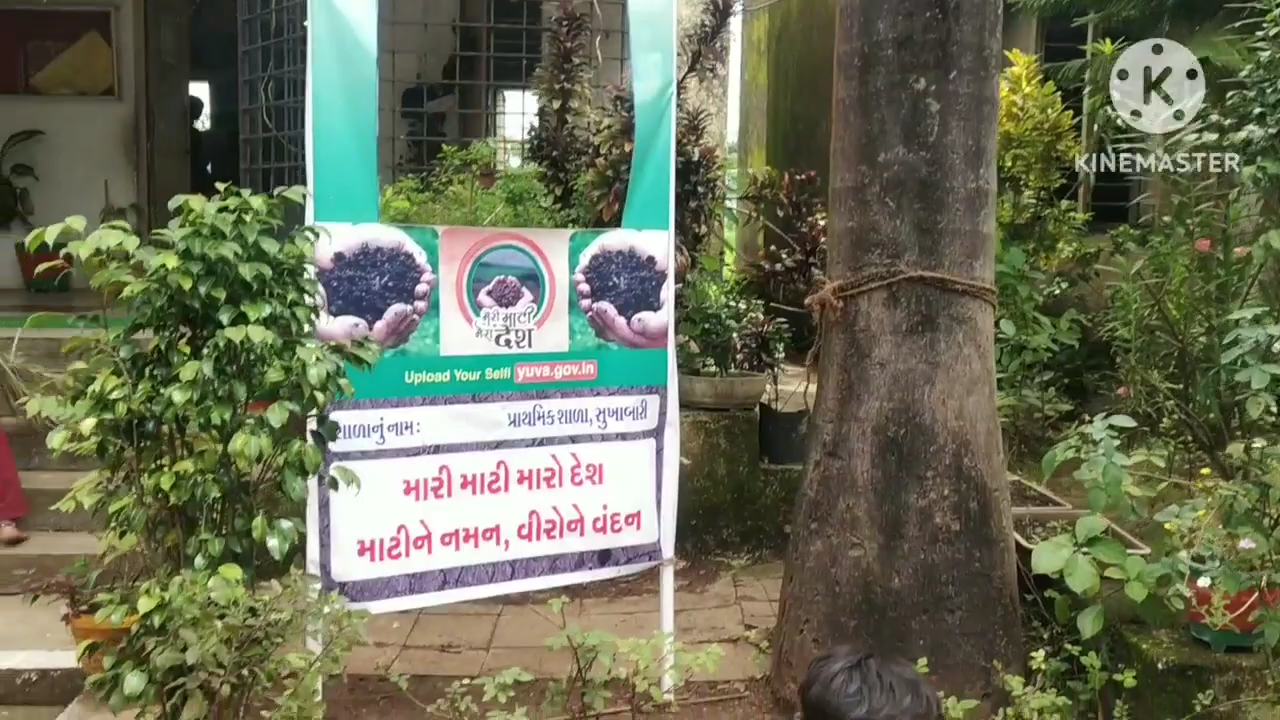 KINEMASTER
મેરી માટી
મેરા દેશ
Upload Your Selfi yuva.gov.in
શાળાનું નામ : પ્રાથમિક શાળા, સુખાબારી
મારી માટી મારો દેશ
માટીને નમન, વીરોને વંદન